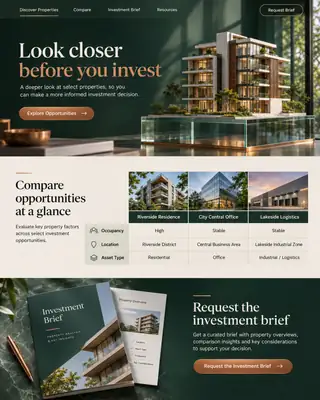 Discover Properties Compare Investment Brief Resources Request Brief
Look closer
before you invest
A deeper look at select properties, so you
can make a more informed investment decision.
Explore Opportunities →
Compare
opportunities
at a glance
Evaluate key property factors
across select investment
opportunities.
Riverside Residence City Central Office Lakeside Logistics
Occupancy High Stable Stable
Location Riverside District Central Business Area Lakeside Industrial Zone
Asset Type Residential Office Industrial / Logistics
Investment
Brief
Property Overview
Request the
investment brief
Get a curated brief with property overviews,
comparison insights and key considerations
to support your decision.
Request the Investment Brief →